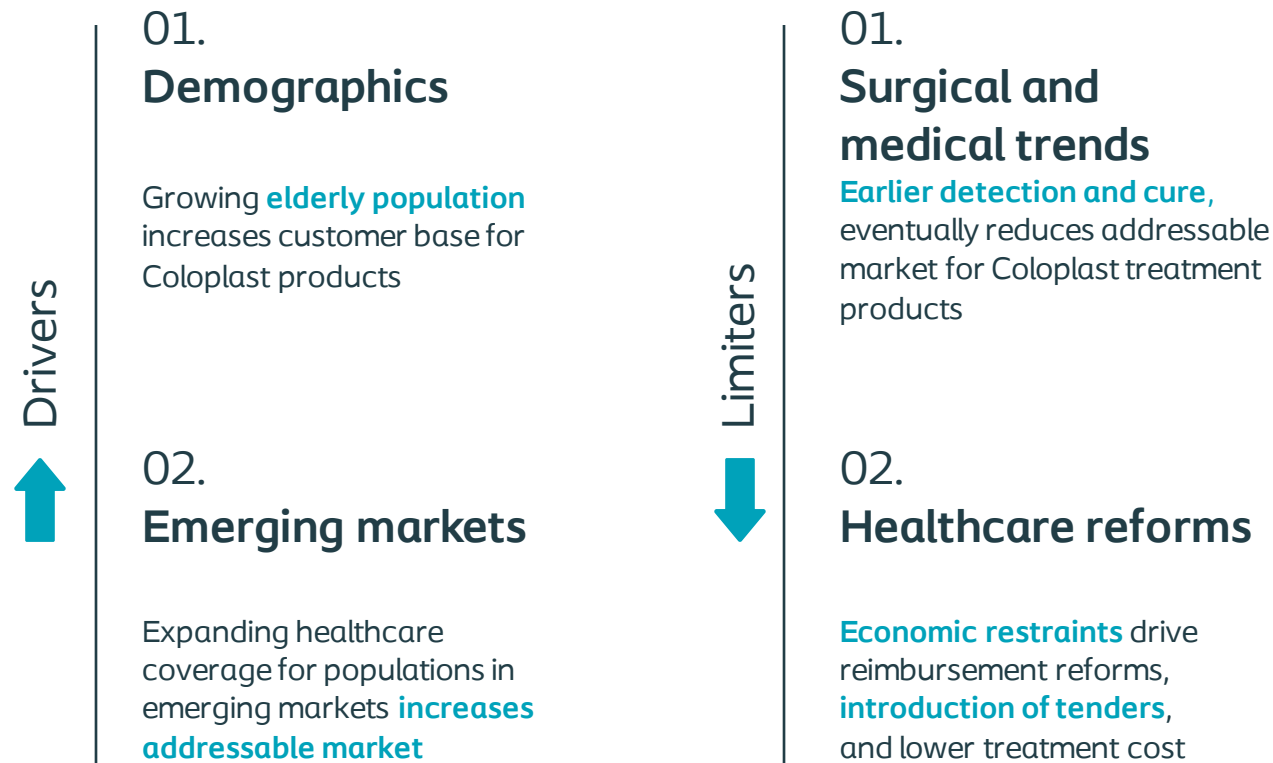 Drivers
01.
Demographics
Growing elderly population
increases customer base for
Coloplast products
02.
Emerging markets
Expanding healthcare
coverage for populations in
emerging markets increases
addressable market
Limiters
01.
Surgical and
medical trends
Earlier detection and cure,
eventually reduces addressable
market for Coloplast treatment
products
02.
Healthcare reforms
Economic restraints drive
reimbursement reforms,
introduction of tenders,
and lower treatment cost